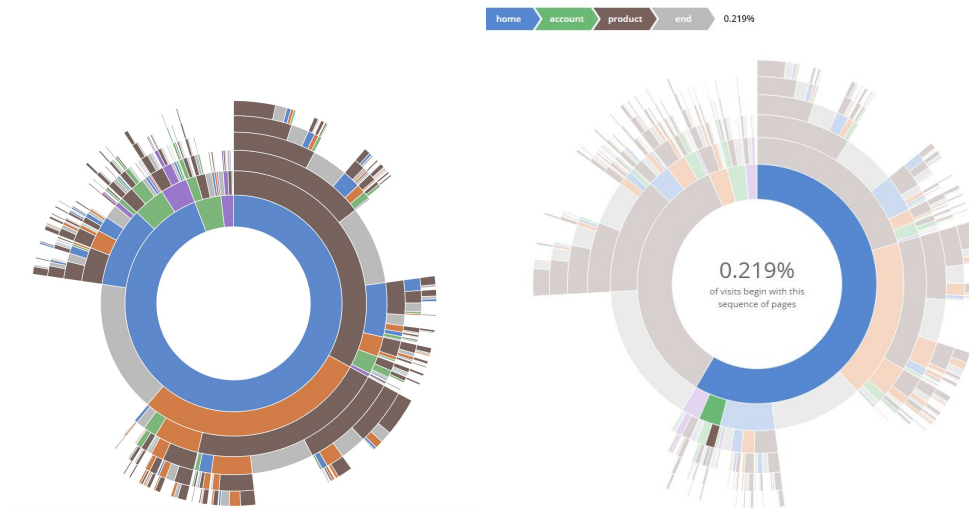 home account product end 0.219%
0.219%
of visits begin with this
sequence of pages